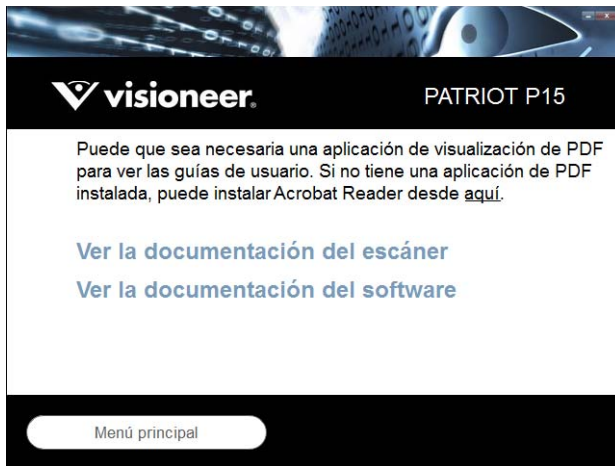 visioneer®
PATRIOT P15
Puede que sea necesaria una aplicación de visualización de PDF
para ver las guías de usuario. Si no tiene una aplicación de PDF
instalada, puede instalar Acrobat Reader desde aquí.
Ver la documentación del escáner
Ver la documentación del software
Menú principal